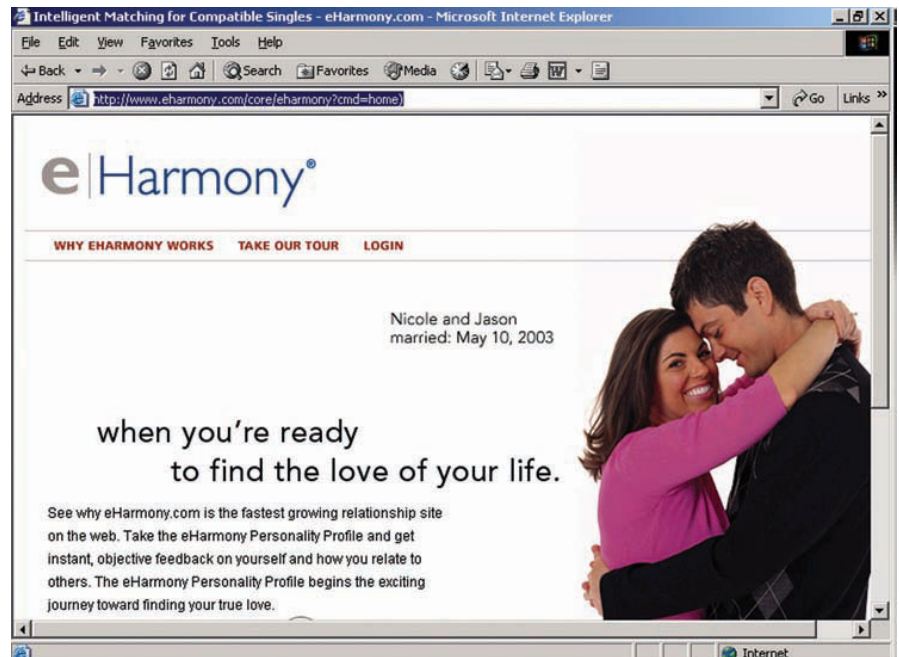 Intelligent Matching for Compatible Singles - eHarmony.com - Microsoft Internet Explorer
File Edit View Favorites Tools Help
Back Search Favorites Media
Address http://www.eharmony.com/core/eharmony?cmd=home) Go Links »
e|Harmony®
WHY EHARMONY WORKS TAKE OUR TOUR LOGIN
Nicole and Jason
married: May 10, 2003
when you're ready
to find the love of your life.
See why eHarmony.com is the fastest growing relationship site
on the web. Take the eHarmony Personality Profile and get
instant, objective feedback on yourself and how you relate to
others. The eHarmony Personality Profile begins the exciting
journey toward finding your true love.
Internet